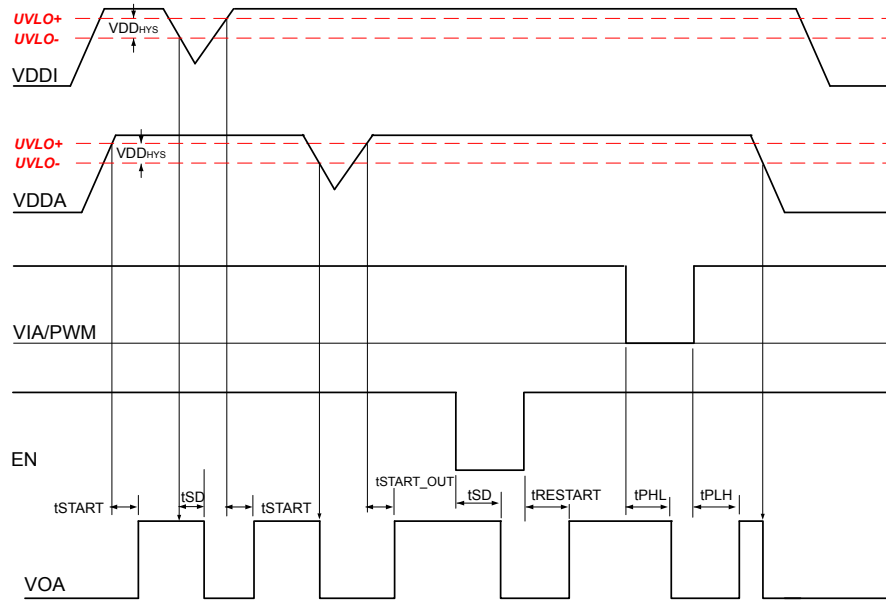 UVLO+
VDDHYS
UVLO-
VDDI
UVLO+
VDDHYS
UVLO-
VDDA
VIA/PWM
EN
tSTART
tSD
tSTART
tSTART_OUT
tSD
tRESTART
tPHL
tPLH
VOA